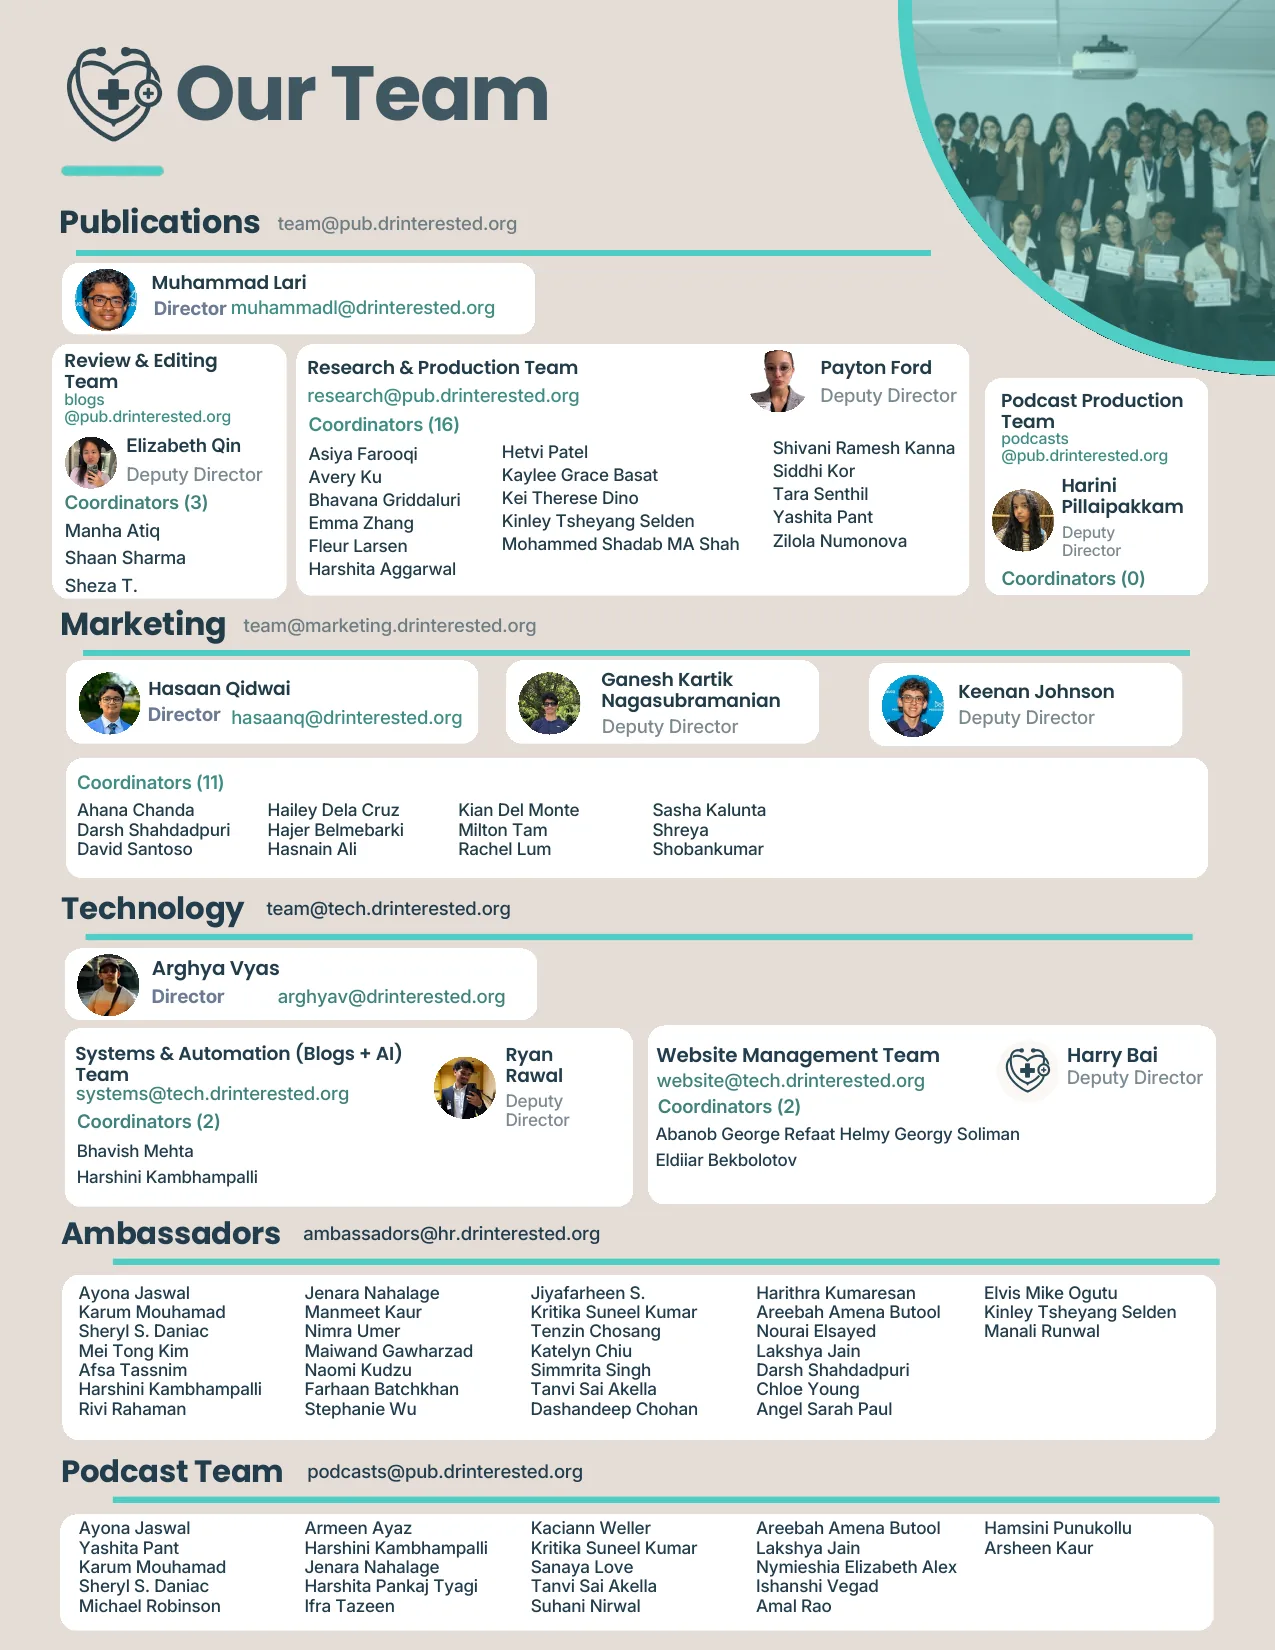 Our Team
Publications team@pub.drinterested.org
Muhammad Lari
Director muhammadl@drinterested.org
Review & Editing
Team
blogs
@pub.drinterested.org
Elizabeth Qin
Deputy Director
Coordinators (3)
Manha Atiq
Shaan Sharma
Sheza T.
Research & Production Team
research@pub.drinterested.org
Payton Ford
Deputy Director
Coordinators (16)
Asiya Farooqi
Avery Ku
Bhavana Griddaluri
Emma Zhang
Fleur Larsen
Harshita Aggarwal
Hetvi Patel
Kaylee Grace Basat
Kei Therese Dino
Kinley Tsheyang Selden
Mohammed Shadab MA Shah
Shivani Ramesh Kanna
Siddhi Kor
Tara Senthil
Yashita Pant
Zilola Numonova
Podcast Production
Team
podcasts
@pub.drinterested.org
Harini
Pillaipakkam
Deputy
Director
Coordinators (0)
Marketing team@marketing.drinterested.org
Hasaan Qidwai
Director hasaanq@drinterested.org
Ganesh Kartik
Nagasubramanian
Deputy Director
Keenan Johnson
Deputy Director
Coordinators (11)
Ahana Chanda
Darsh Shahdadpuri
David Santoso
Hailey Dela Cruz
Hajer Belmebarki
Hasnain Ali
Kian Del Monte
Milton Tam
Rachel Lum
Sasha Kalunta
Shreya
Shobankumar
Technology team@tech.drinterested.org
Arghya Vyas
Director arghyav@drinterested.org
Systems & Automation (Blogs + AI)
Team
systems@tech.drinterested.org
Ryan
Rawal
Deputy
Director
Coordinators (2)
Bhavish Mehta
Harshini Kambhampalli
Website Management Team
website@tech.drinterested.org
Harry Bai
Deputy Director
Coordinators (2)
Abanob George Refaat Helmy Georgy Soliman
Eldiiar Bekbolotov
Ambassadors ambassadors@hr.drinterested.org
Ayona Jaswal
Karum Mouhamad
Sheryl S. Daniac
Mei Tong Kim
Afsa Tassnim
Harshini Kambhampalli
Rivi Rahaman
Jenara Nahalage
Manmeet Kaur
Nimra Umer
Maiwand Gawharzad
Naomi Kudzu
Farhaan Batchkhan
Stephanie Wu
Jiyafarheen S.
Kritika Suneel Kumar
Tenzin Chosang
Katelyn Chiu
Simmrita Singh
Tanvi Sai Akella
Dashandeep Chohan
Harithra Kumaresan
Areebah Amena Butool
Nourai Elsayed
Lakshya Jain
Darsh Shahdadpuri
Chloe Young
Angel Sarah Paul
Elvis Mike Ogutu
Kinley Tsheyang Selden
Manali Runwal
Podcast Team podcasts@pub.drinterested.org
Ayona Jaswal
Yashita Pant
Karum Mouhamad
Sheryl S. Daniac
Michael Robinson
Armeen Ayaz
Harshini Kambhampalli
Jenara Nahalage
Harshita Pankaj Tyagi
Ifra Tazeen
Kaciann Weller
Kritika Suneel Kumar
Sanaya Love
Tanvi Sai Akella
Suhani Nirwal
Areebah Amena Butool
Lakshya Jain
Nymieshia Elizabeth Alex
Ishanshi Vegad
Amal Rao
Hamsini Punukollu
Arsheen Kaur